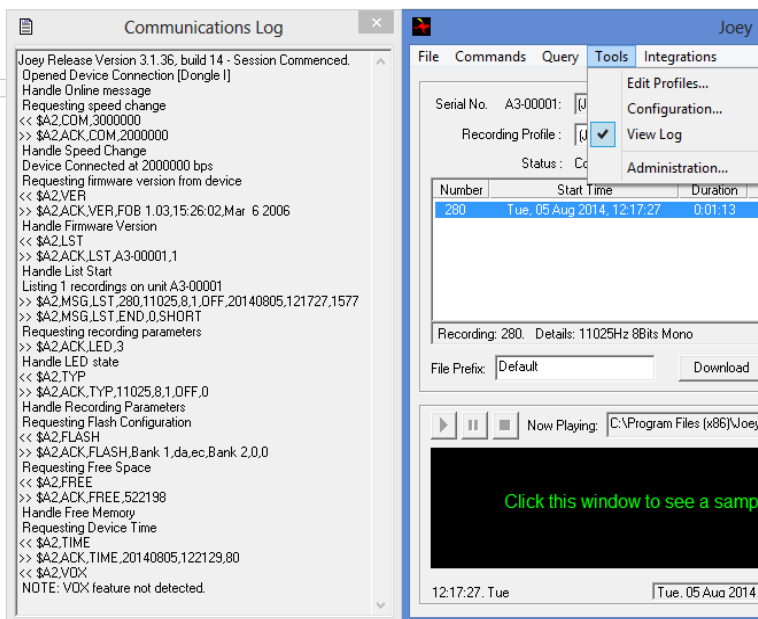 Communications Log
Joey Release Version 3.1.36, build 14 - Session Commenced.
Opened Device Connection [Dongle I]
Handle Online message
Requesting speed change
<< $A2,COM,3000000
>> $A2,ACK,COM,2000000
Handle Speed Change
Device Connected at 2000000 bps
Requesting firmware version from device
<< $A2,VER
>> $A2,ACK,VER,FOB 1.03,15:26:02,Mar 6 2006
Handle Firmware Version
<< $A2,LST
>> $A2,ACK,LST,A3-00001,1
Handle List Start
Listing 1 recordings on unit A3-00001
>> $A2,MSG,LST,280,11025,8,1,OFF,20140805,121727,1577
>> $A2,MSG,LST,END,0,SHORT
Requesting recording parameters
>> $A2,ACK,LED,3
Handle LED state
<< $A2,TYP
>> $A2,ACK,TYP,11025,8,1,OFF,0
Handle Recording Parameters
Requesting Flash Configuration
<< $A2,FLASH
>> $A2,ACK,FLASH,Bank 1,da,ec,Bank 2,0,0
Requesting Free Space
<< $A2,FREE
>> $A2,ACK,FREE,522198
Handle Free Memory
Requesting Device Time
<< $A2,TIME
>> $A2,ACK,TIME,20140805,122129,80
<< $A2,VOX
NOTE: VOX feature not detected.
Joey
File Commands Query Tools Integrations
Edit Profiles...
Configuration...
View Log
Administration...
Serial No. A3-00001:
Recording Profile :
Status :
Number Start Time Duration
280 Tue, 05 Aug 2014, 12:17:27 0:01:13
Recording: 280. Details: 11025Hz 8Bits Mono
File Prefix: Default Download
Now Playing: C:\Program Files (x86)\Joey
Click this window to see a samp
12:17:27. Tue Tue. 05 Aug 2014